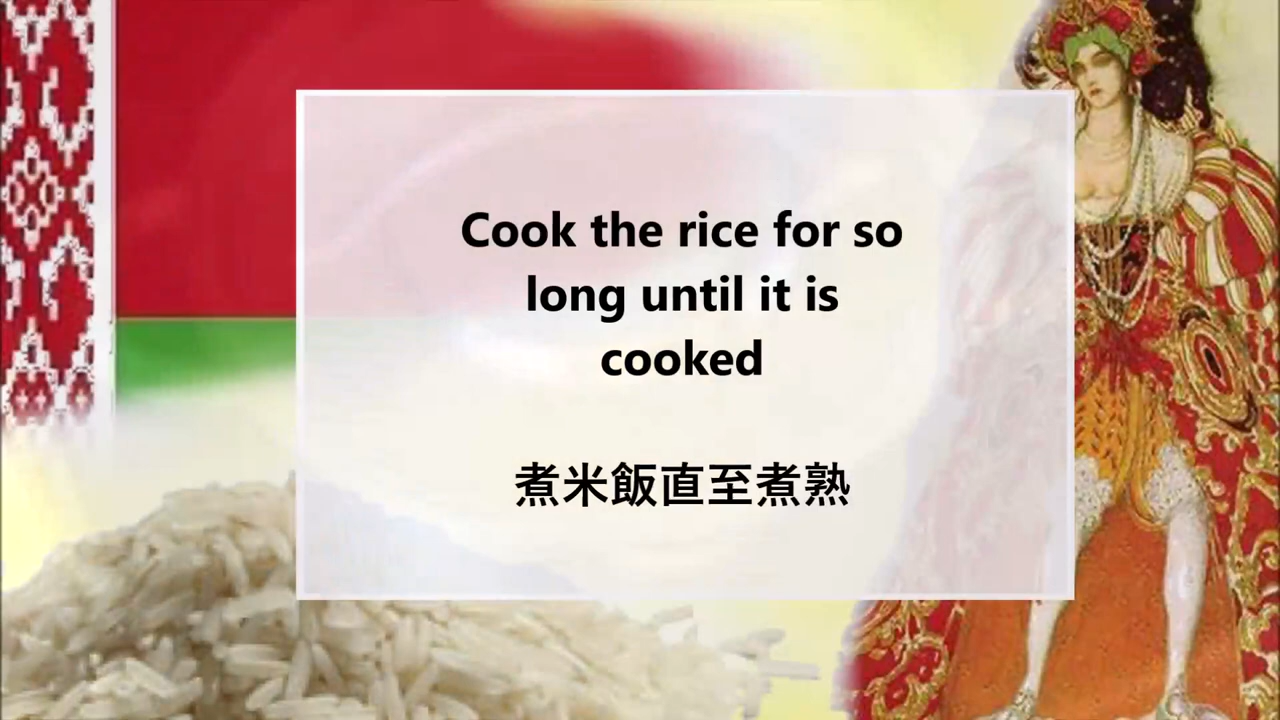 Cook the rice for so
long until it is
cooked
煮米飯直至煮熟